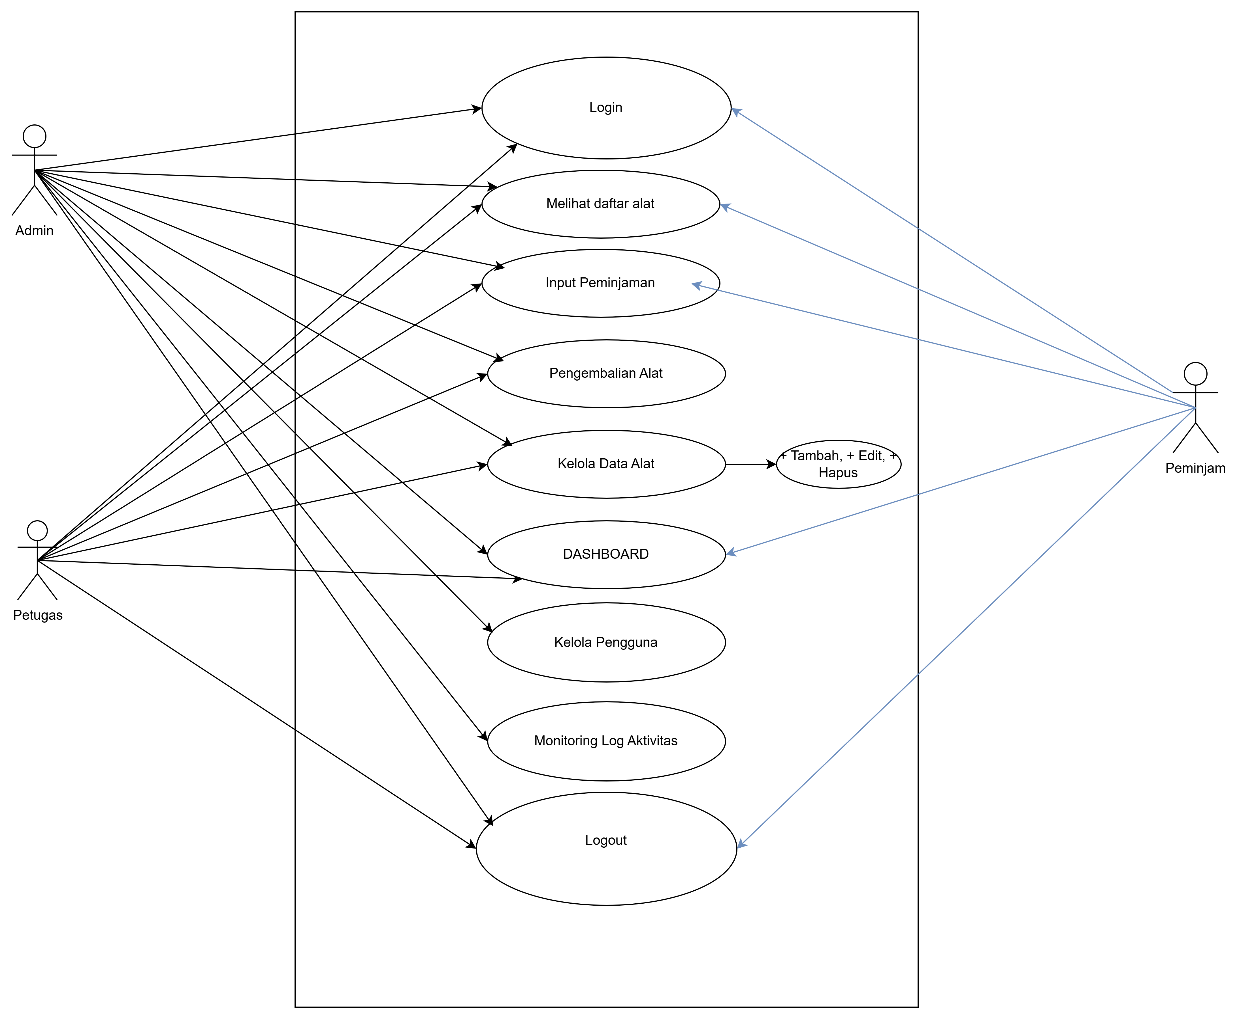 Login
Admin
Melihat daftar alat
Input Peminjaman
Pengembalian Alat
Kelola Data Alat
+ Tambah, + Edit, +
Hapus
Peminjam
DASHBOARD
Petugas
Kelola Pengguna
Monitoring Log Aktivitas
Logout